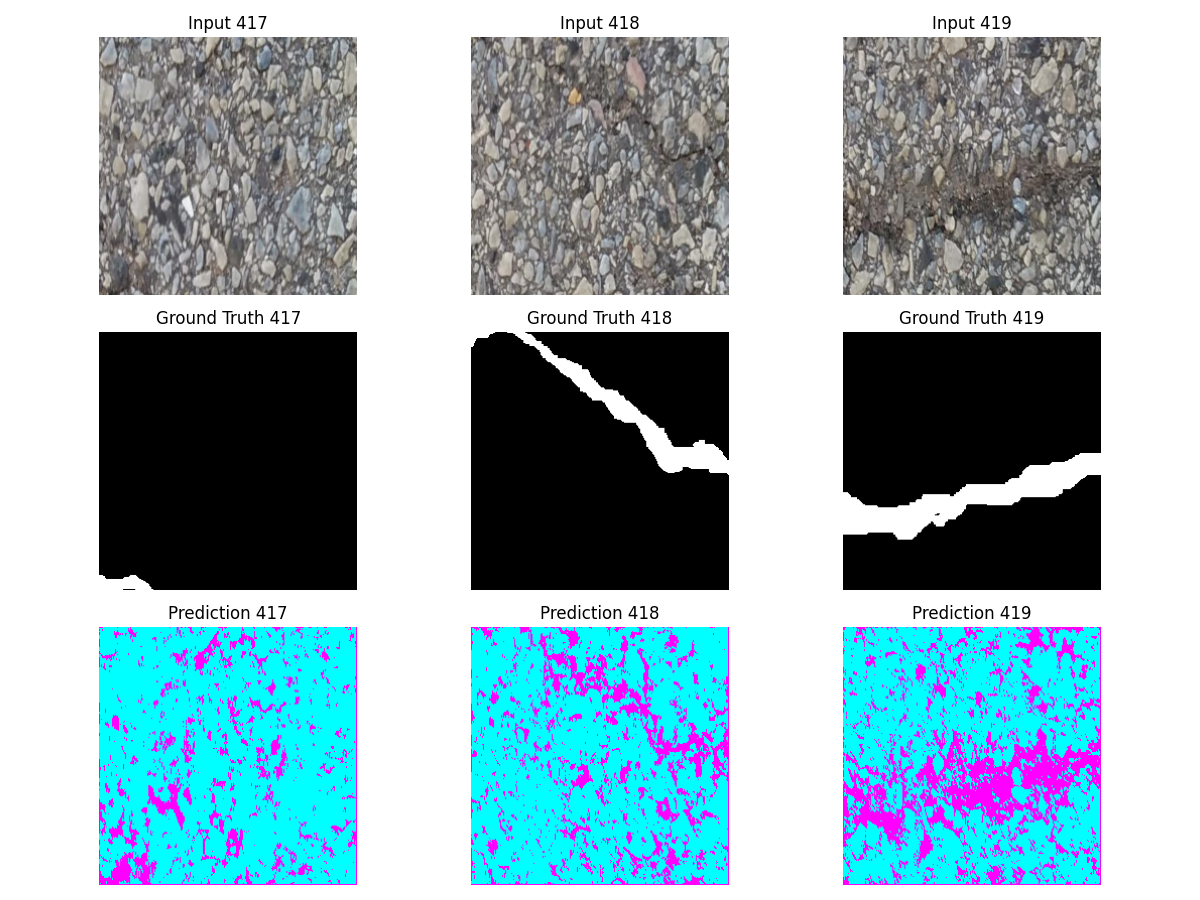 Input 417
Input 418
Input 419
Ground Truth 417
Ground Truth 418
Ground Truth 419
Prediction 417
Prediction 418
Prediction 419